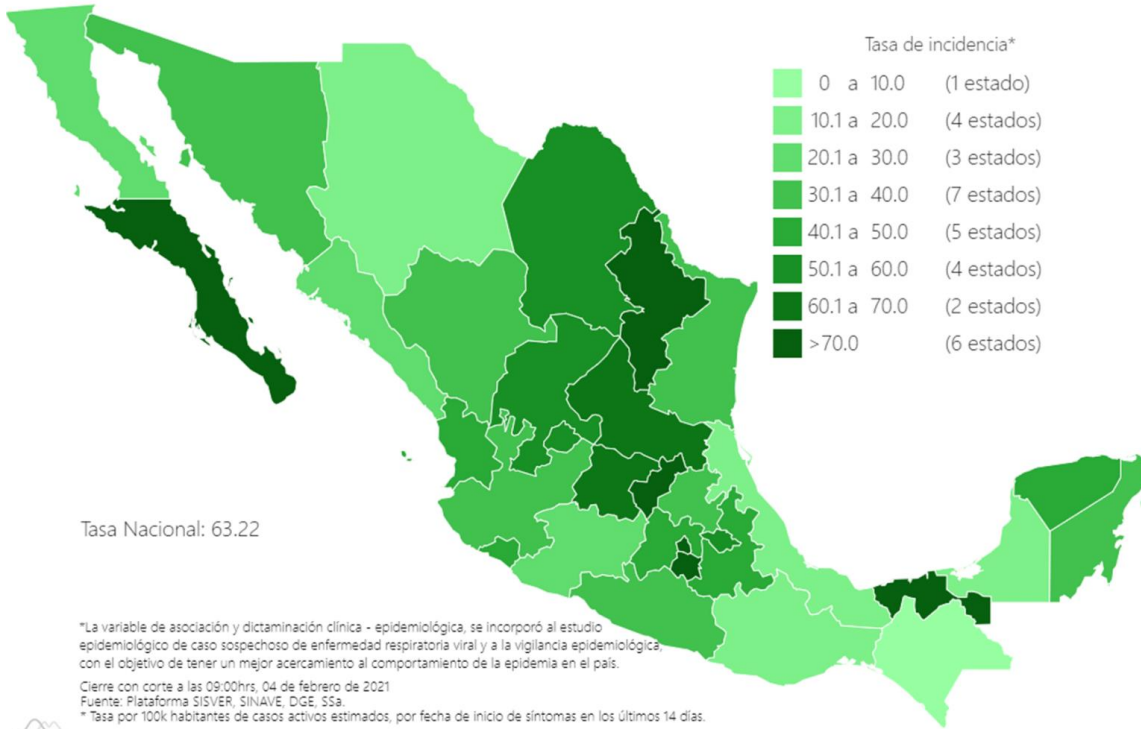 Tasa de incidencia*
0 a 10.0 (1 estado)
10.1 a 20.0 (4 estados)
20.1 a 30.0 (3 estados)
30.1 a 40.0 (7 estados)
40.1 a 50.0 (5 estados)
50.1 a 60.0 (4 estados)
60.1 a 70.0 (2 estados)
>70.0 (6 estados)
Tasa Nacional: 63.22
*La variable de asociación y dictaminación clínica - epidemiológica, se incorporó al estudio
epidemiológico de caso sospechoso de enfermedad respiratoria viral y a la vigilancia epidemiológica,
con el objetivo de tener un mejor acercamiento al comportamiento de la epidemia en el país.
Cierre con corte a las 09:00hrs, 04 de febrero de 2021
Fuente: Plataforma SISVER, SINAVE, DGE, SSa.
* Tasa por 100k habitantes de casos activos estimados, por fecha de inicio de síntomas en los últimos 14 días.